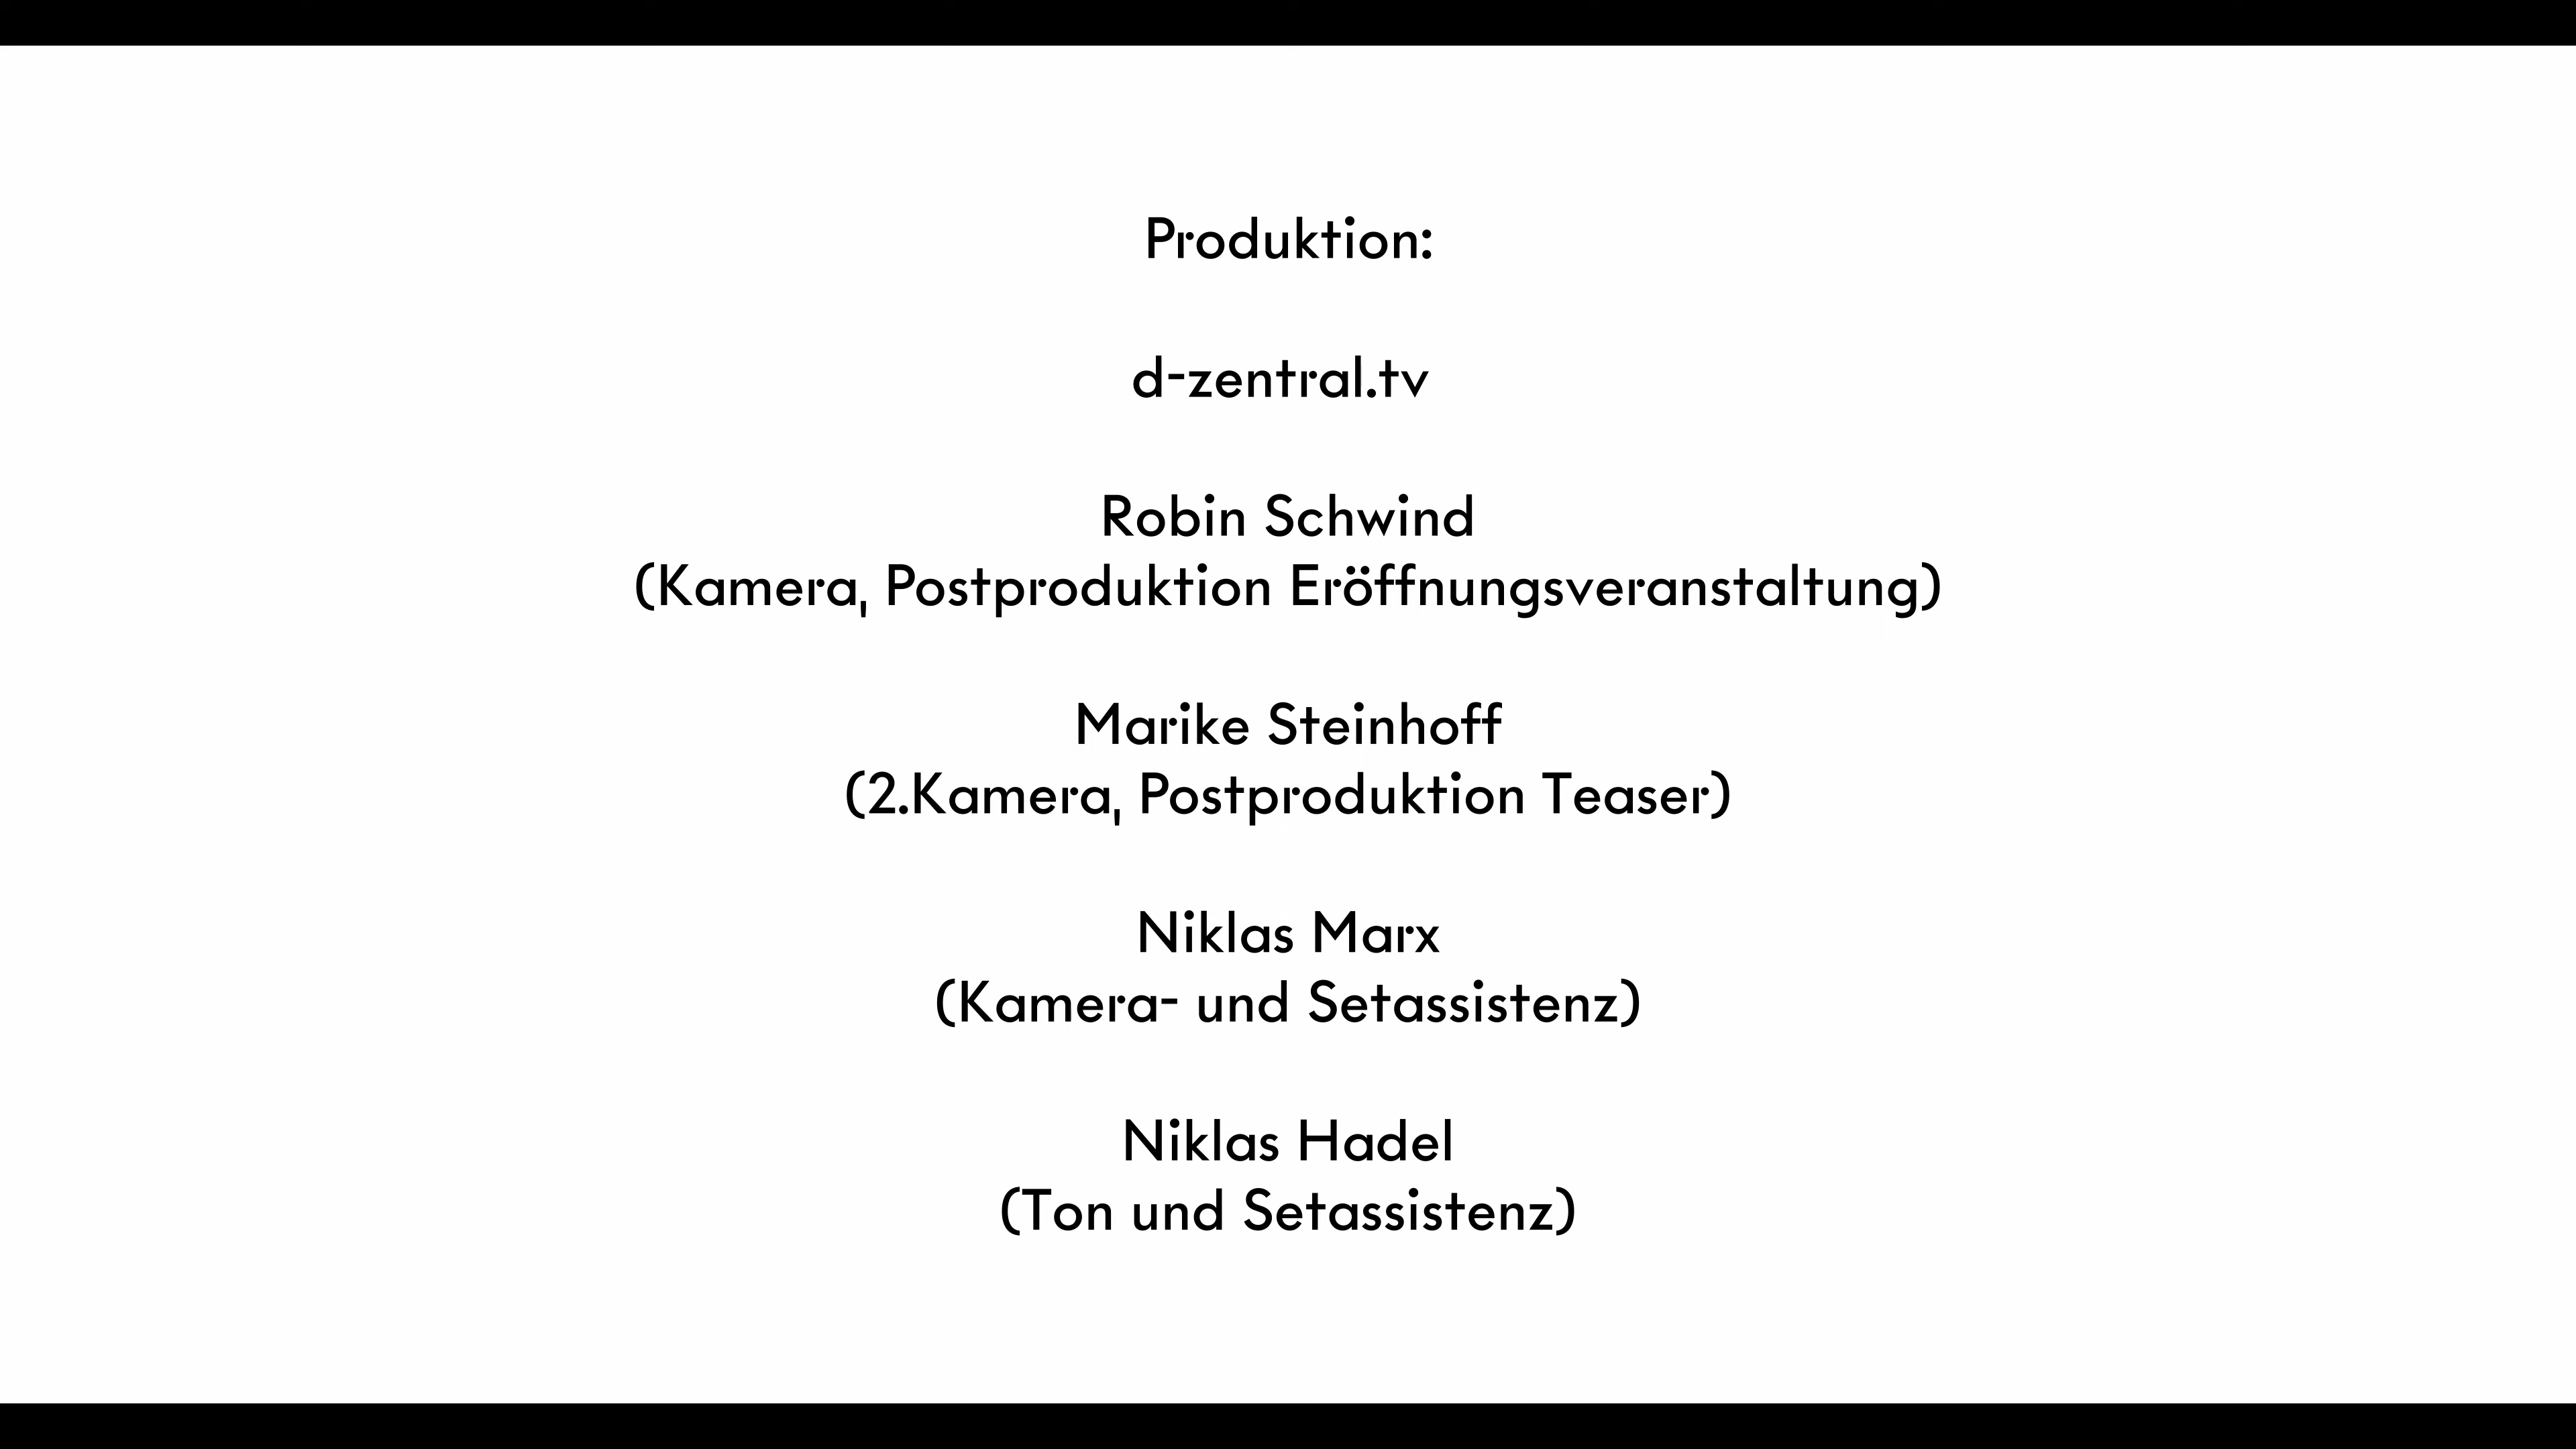 Produktion:
d-zentral.tv
Robin Schwind
(Kamera, Postproduktion Eröffnungsveranstaltung)
Marike Steinhoff
(2.Kamera, Postproduktion Teaser)
Niklas Marx
(Kamera- und Setassistenz)
Niklas Hadel
(Ton und Setassistenz)